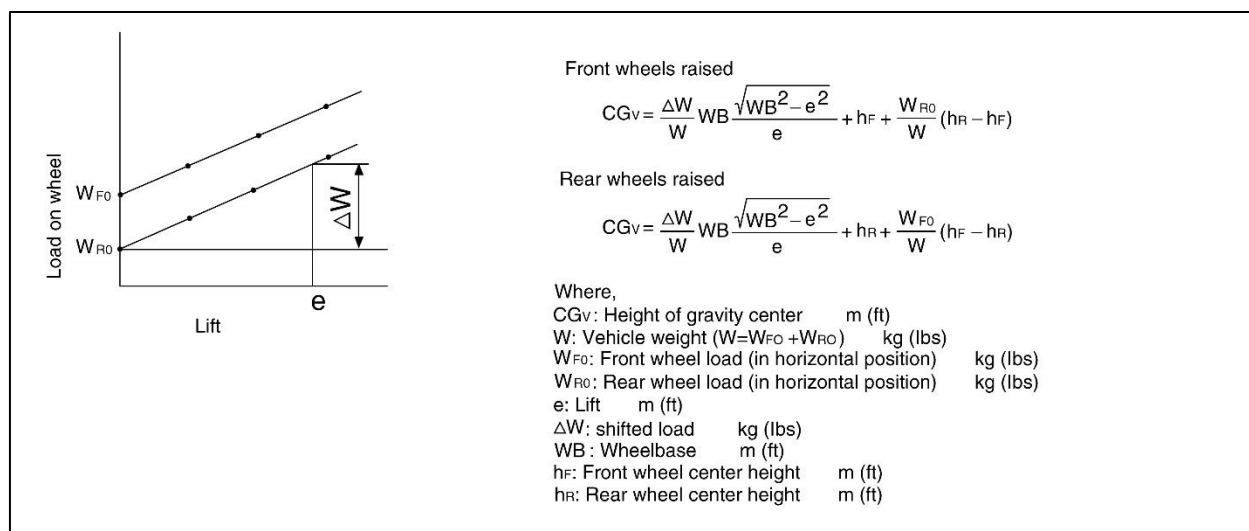 Load on wheel
WF0
WR0
ΔW
e
Lift
Front wheels raised
CGV = ΔW/W WB √(WB² − e²)/e + hF + WR0/W (hR − hF)
Rear wheels raised
CGV = ΔW/W WB √(WB² − e²)/e + hR + WF0/W (hF − hR)
Where,
CGV: Height of gravity center m (ft)
W: Vehicle weight (W=WFO +WRO) kg (lbs)
WF0: Front wheel load (in horizontal position) kg (lbs)
WR0: Rear wheel load (in horizontal position) kg (lbs)
e: Lift m (ft)
ΔW: shifted load kg (lbs)
WB : Wheelbase m (ft)
hF: Front wheel center height m (ft)
hR: Rear wheel center height m (ft)